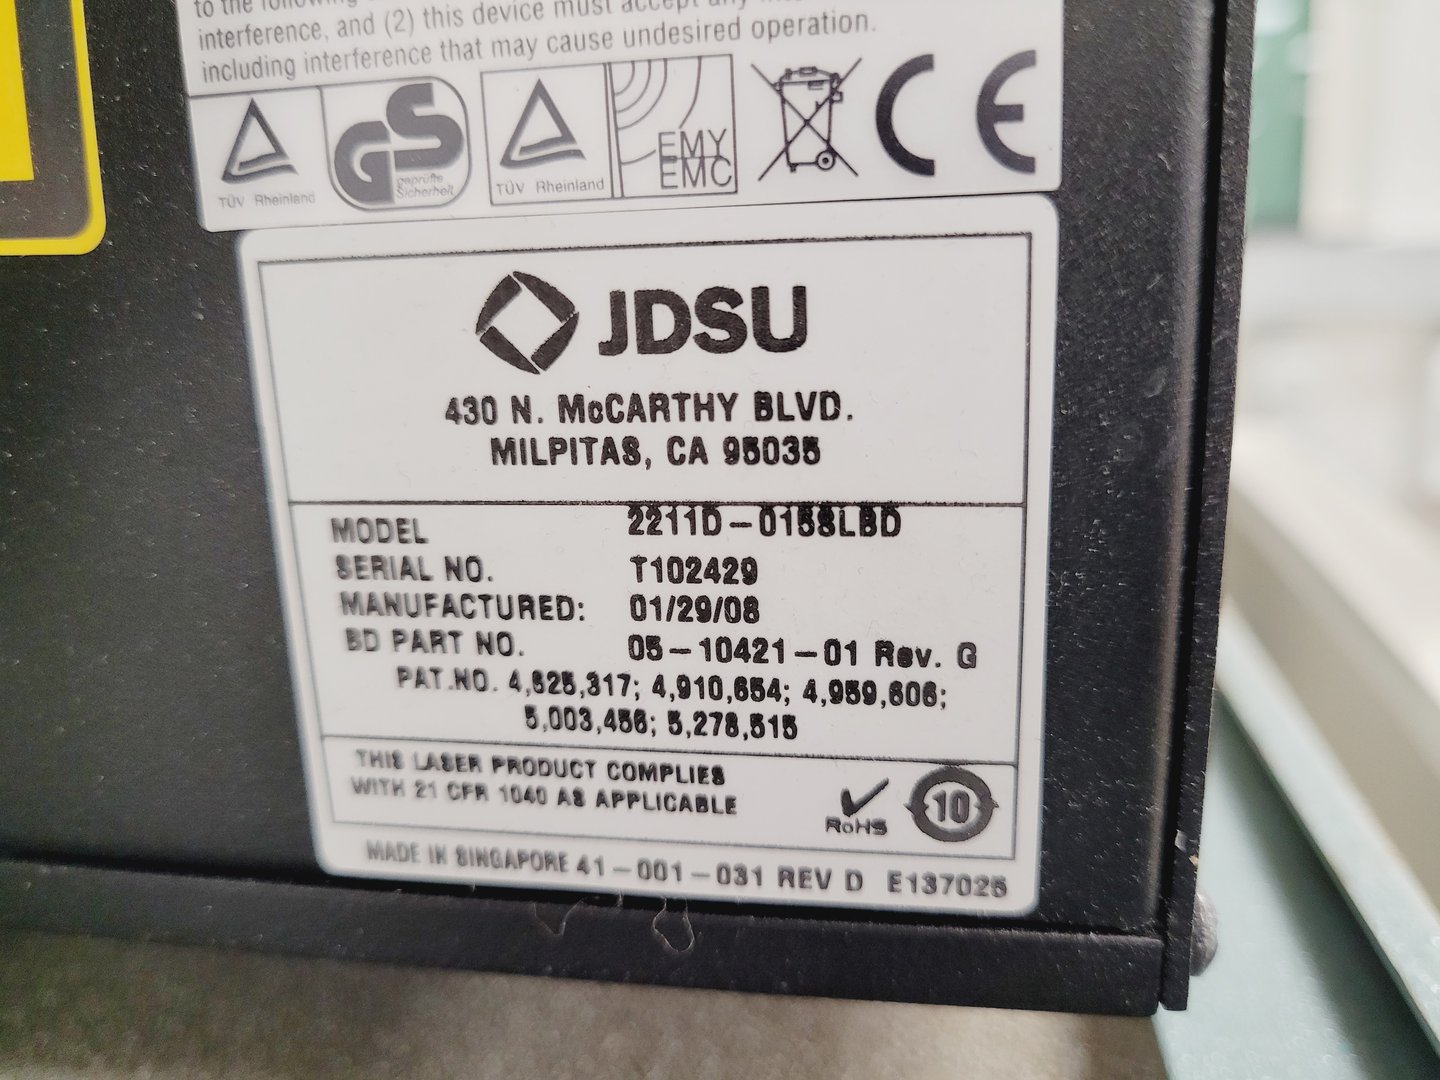 to the following
interference, and (2) this device must accept any
including interference that may cause undesired operation.
TÜV Rheinland
GS
geprüfte
Sicherheit
TÜV Rheinland
EMV
EMC
CE
JDSU
430 N. McCARTHY BLVD.
MILPITAS, CA 95035
MODEL 2211D-01SSLBD
SERIAL NO. T102429
MANUFACTURED: 01/29/08
BD PART NO. 05-10421-01 Rev. G
PAT.NO. 4,625,317; 4,910,654; 4,959,606;
5,003,456; 5,278,515
THIS LASER PRODUCT COMPLIES
WITH 21 CFR 1040 AS APPLICABLE
RoHS
10
MADE IN SINGAPORE 41-001-031 REV D E137025